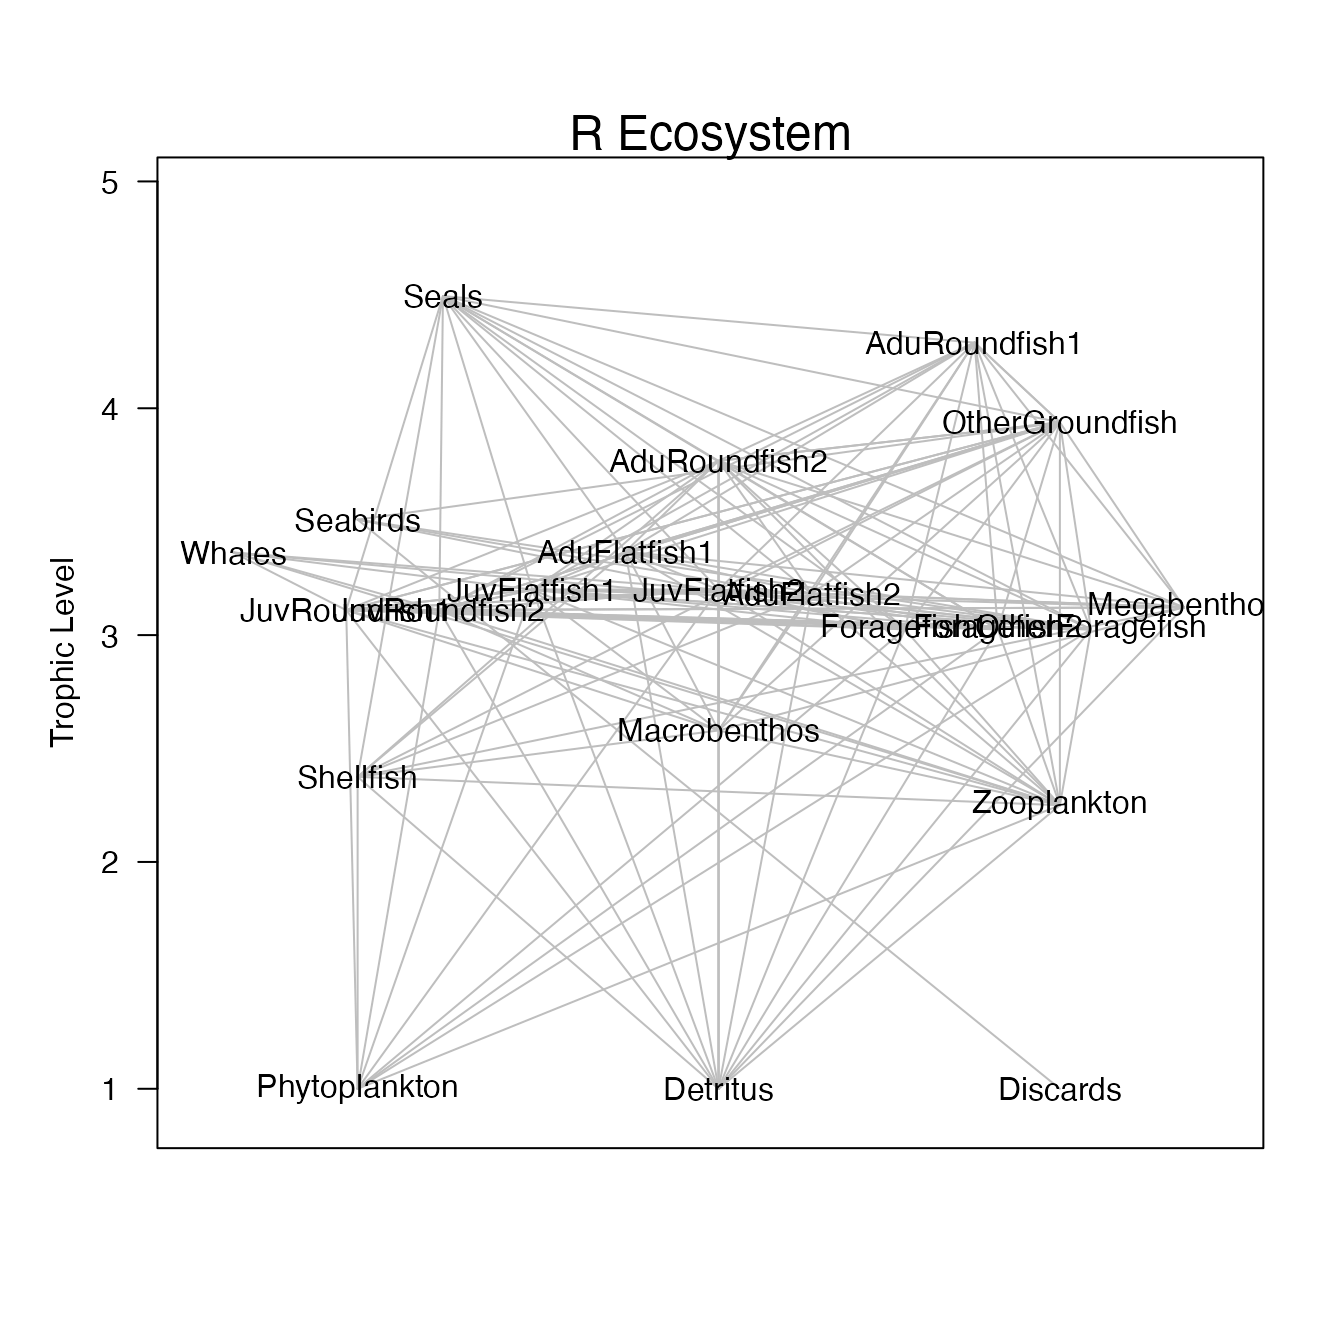 R Ecosystem
5
Seals
AduRoundfish1
4
OtherGroundfish
AduRoundfish2
Seabirds
Whales
AduFlatfish1
JuvFlatfish1
JuvFlatfish2
AduFlatfish2
JuvRoundfish1
JuvRoundfish2
Megabentho
Foragefish1
Foragefish2
OtherForagefish
3
Trophic Level
Macrobenthos
Shellfish
Zooplankton
2
Phytoplankton
Detritus
Discards
1